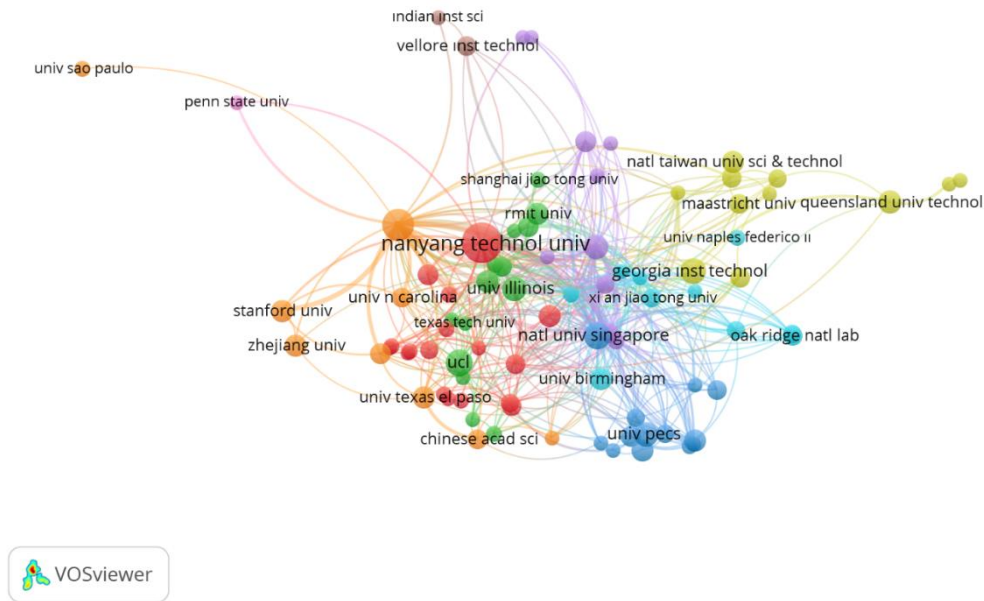 indian inst sci
vellore inst technol
univ sao paulo
penn state univ
natl taiwan univ sci & technol
shanghai jiao tong univ
maastricht univ
queensland univ technol
rmit univ
univ naples federico ii
nanyang technol univ
georgia inst technol
univ illinois
univ n carolina
xi an jiao tong univ
stanford univ
texas tech univ
natl univ singapore
oak ridge natl lab
zhejiang univ
ucl
univ birmingham
univ texas el paso
chinese acad sci
univ pecs
VOSviewer